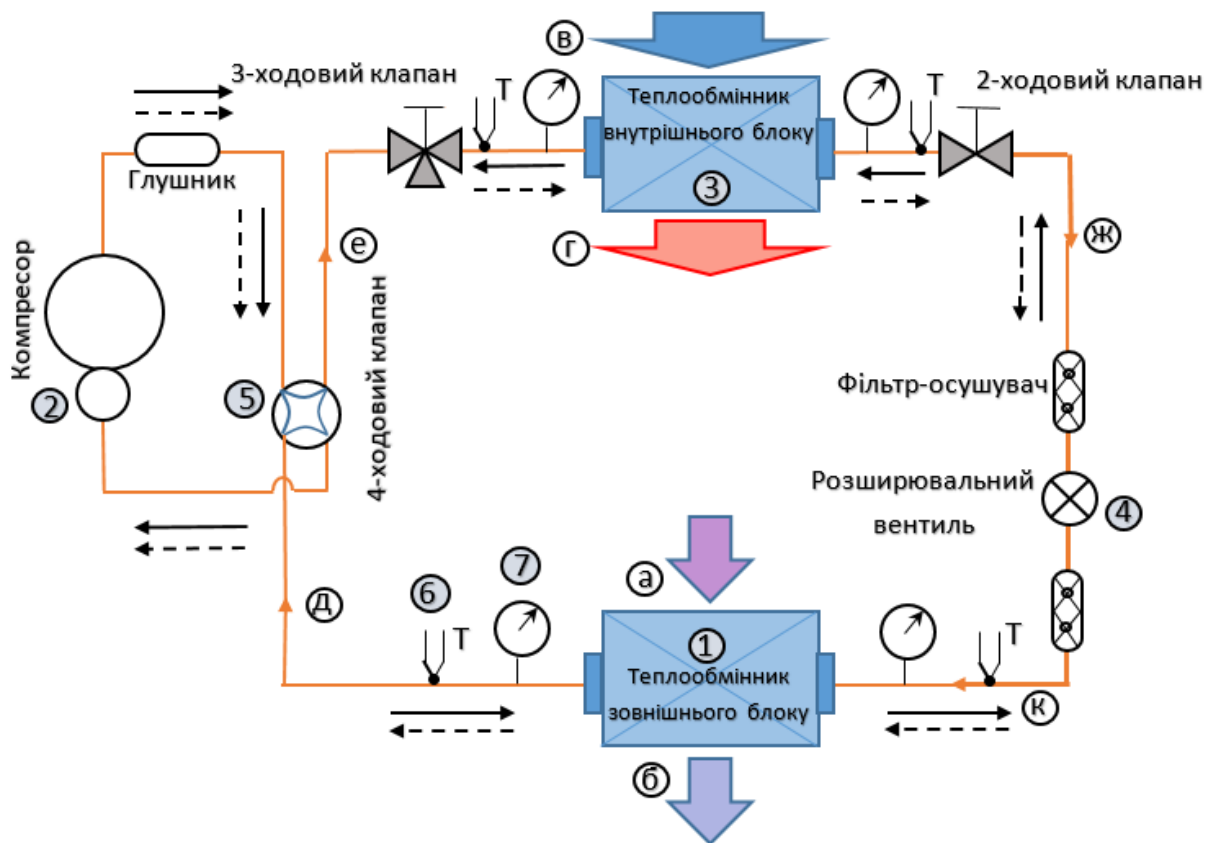 в
3-ходовий клапан
Т
Теплообмінник
внутрішнього блоку
3
Т
2-ходовий клапан
Глушник
е
г
ж
Компресор
2
5
4-ходовий клапан
Фільтр-осушувач
Розширювальний
вентиль
4
а
7
6
Т
д
1
Теплообмінник
зовнішнього блоку
Т
к
б